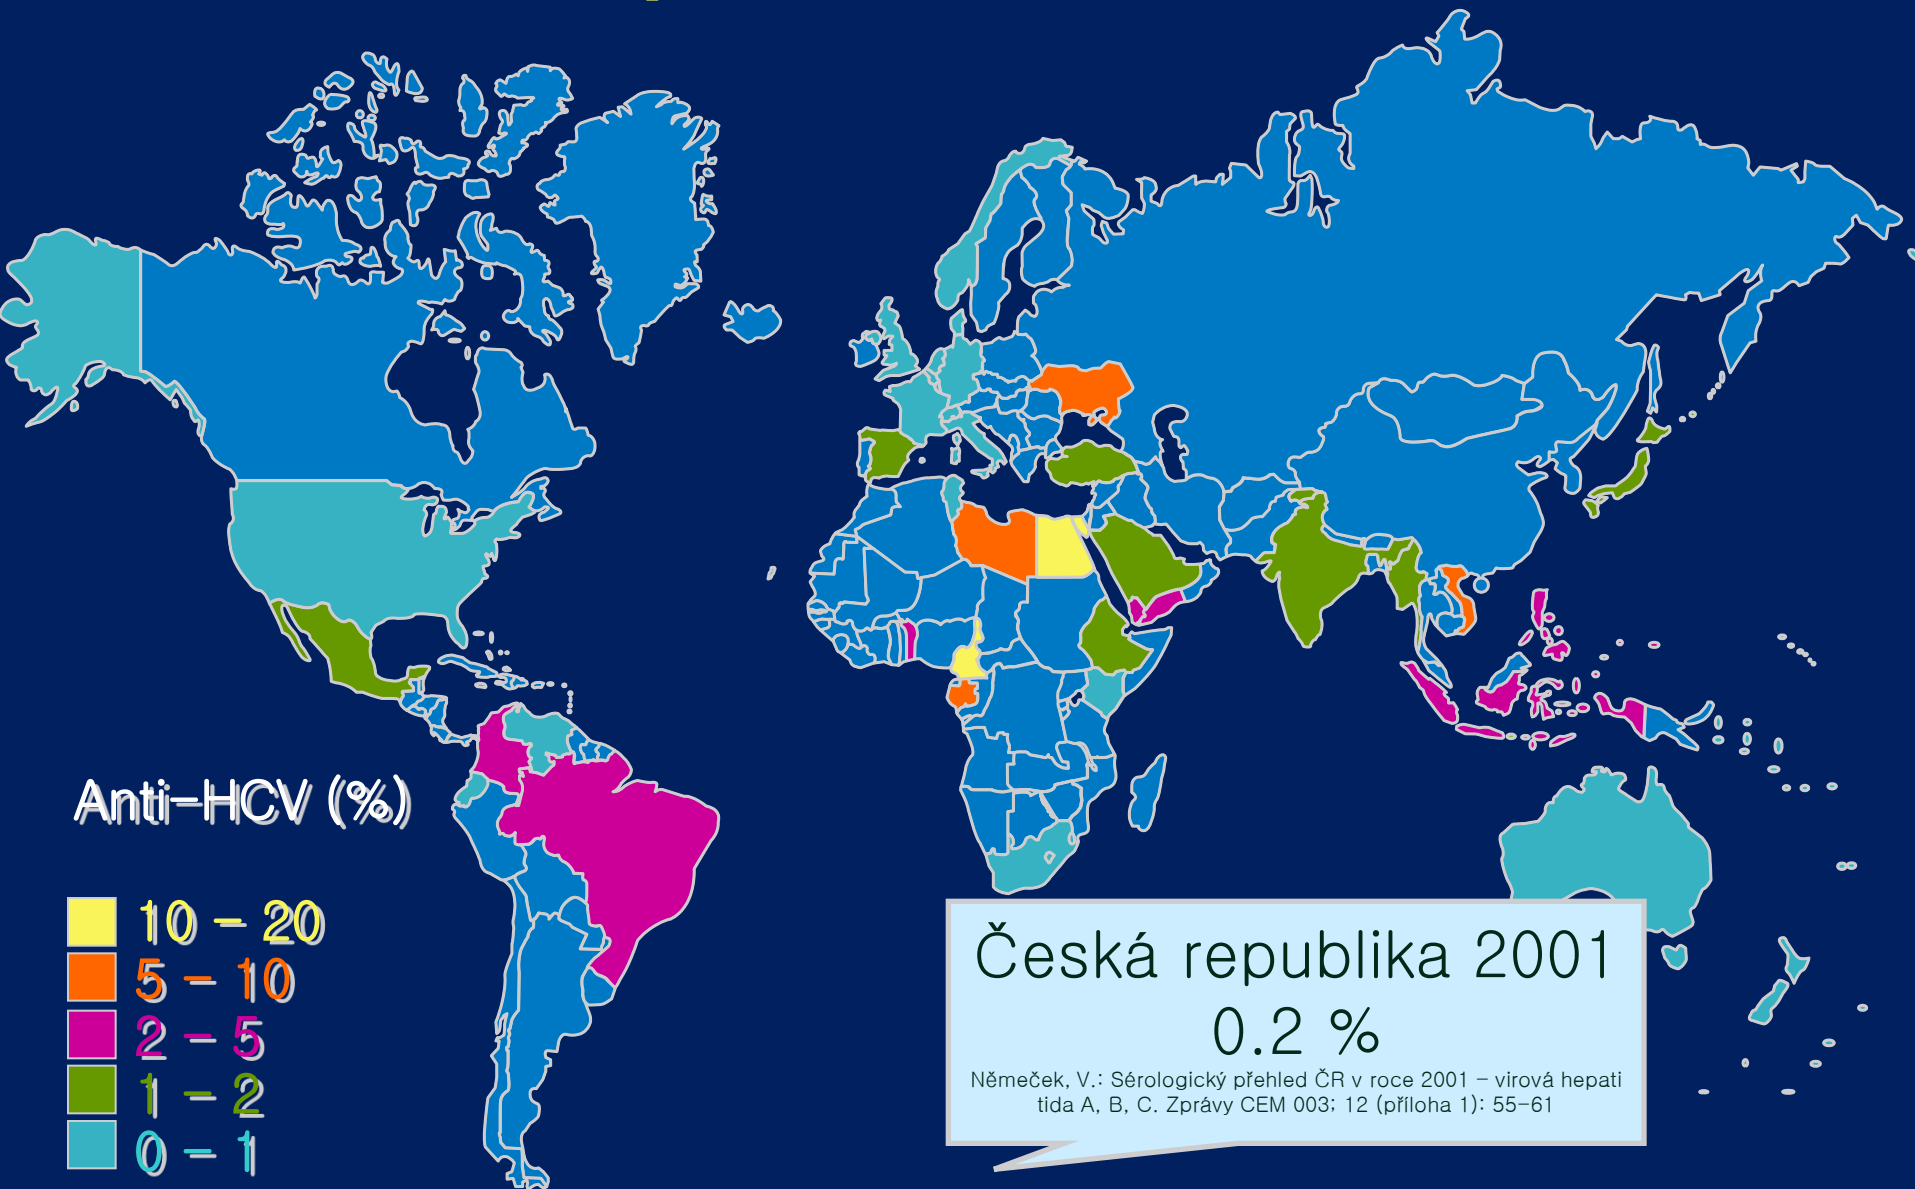 Anti-HCV (%)
10 - 20
5 - 10
2 - 5
1 - 2
0 - 1
Česká republika 2001
0.2 %
Němeček, V.: Sérologický přehled ČR v roce 2001 - virová hepati
tida A, B, C. Zprávy CEM 003; 12 (příloha 1): 55-61